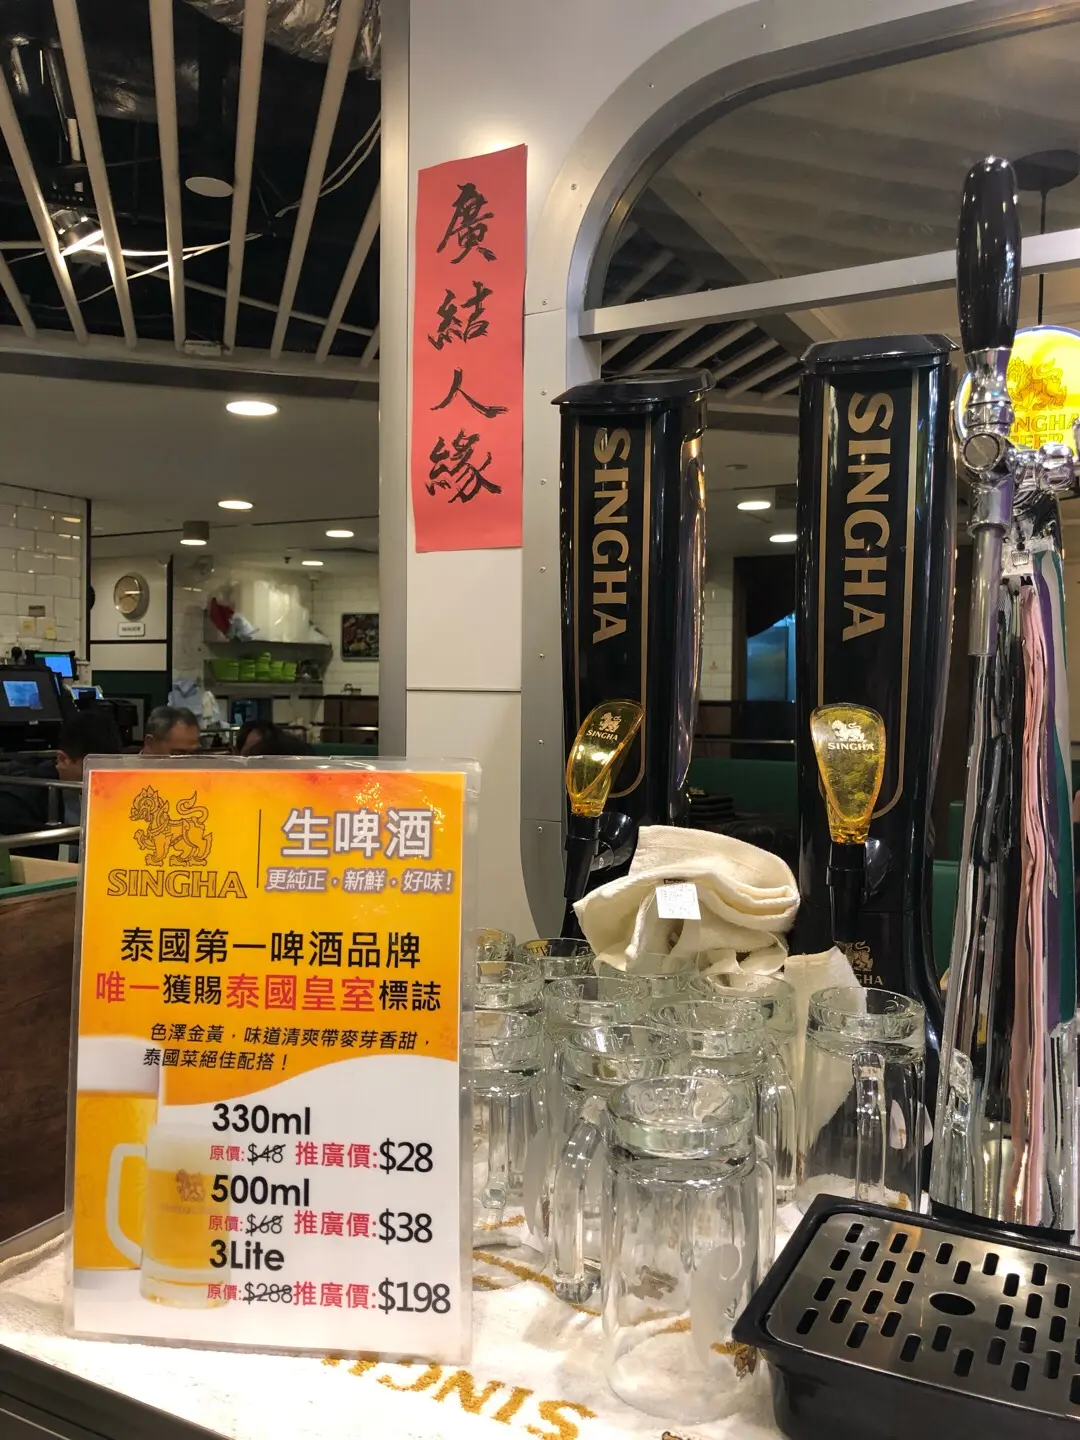 廣結人緣
SINGHA
SINGHA
SINGHA
BEER
SINGHA
SINGHA
SINGHA
生啤酒
更純正,新鮮,好味!
泰國第一啤酒品牌
唯一獲賜泰國皇室標誌
色澤金黃,味道清爽帶麥芽香甜,
泰國菜絕佳配搭!
330ml
原價:$48 推廣價:$28
500ml
原價:$68 推廣價:$38
3Lite
原價:$288推廣價:$198
SINGHA